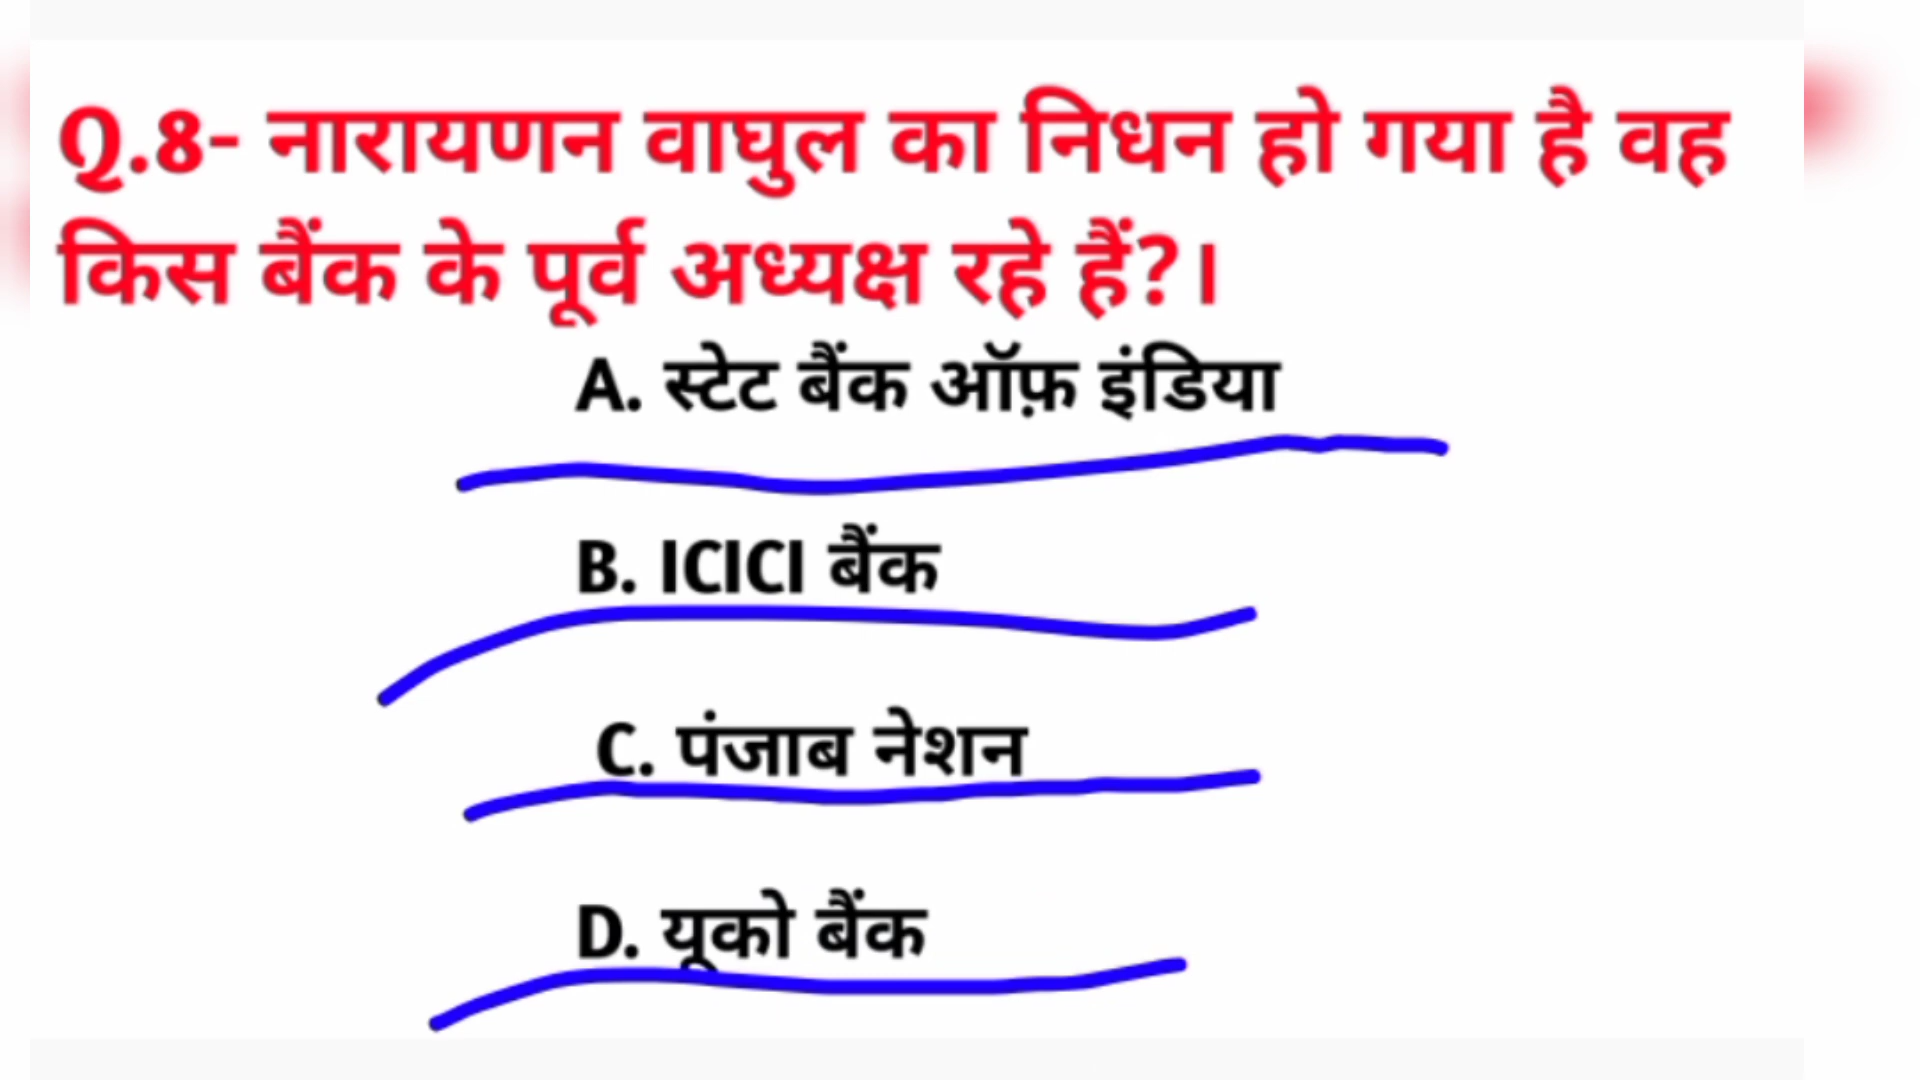 Q.8- नारायणन वाघुल का निधन हो गया है वह
किस बैंक के पूर्व अध्यक्ष रहे हैं?।
A. स्टेट बैंक ऑफ़ इंडिया
B. ICICI बैंक
C. पंजाब नेशन
D. यूको बैंक